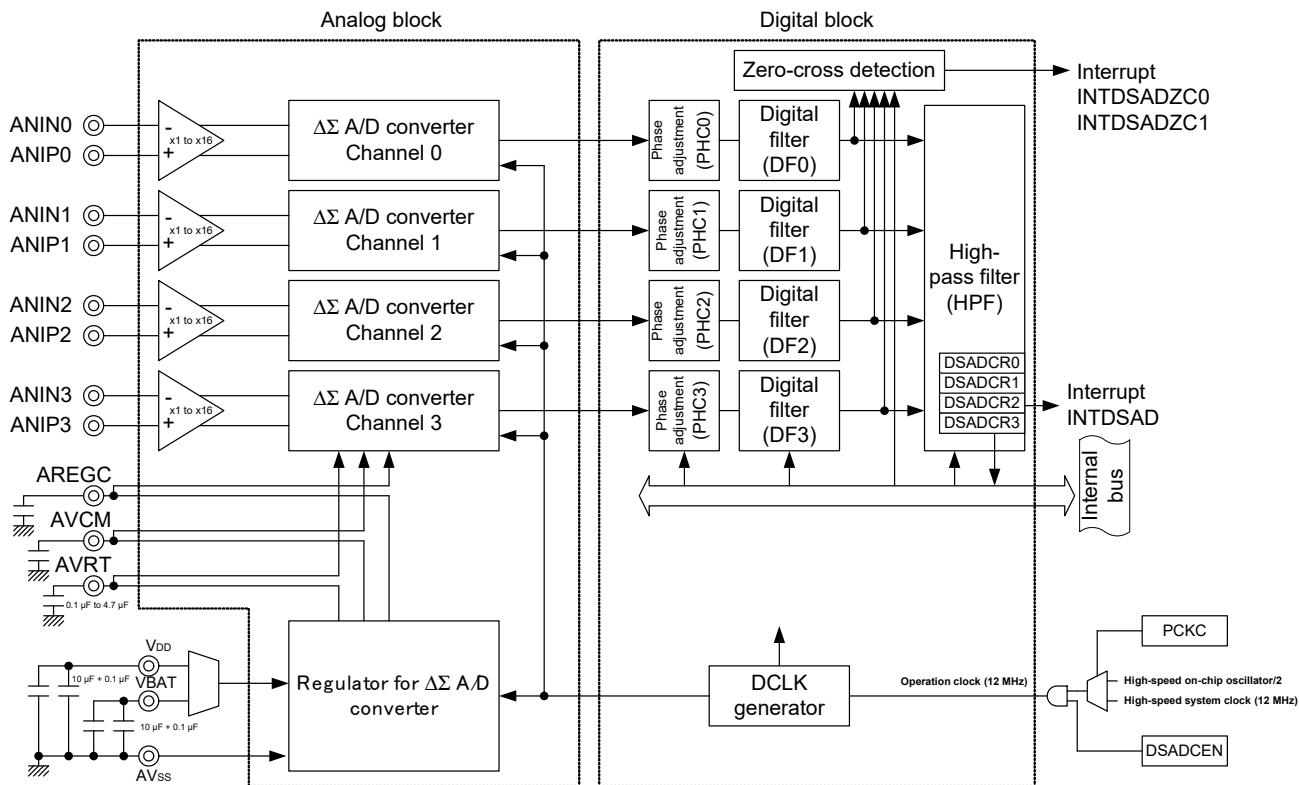 Analog block
Digital block
Zero-cross detection
Interrupt
INTDSADZC0
INTDSADZC1
ANIN0
ANIP0
-
+
x1 to x16
ΔΣ A/D converter
Channel 0
Phase
adjustment
(PHC0)
Digital
filter
(DF0)
ANIN1
ANIP1
-
+
x1 to x16
ΔΣ A/D converter
Channel 1
Phase
adjustment
(PHC1)
Digital
filter
(DF1)
High-
pass filter
(HPF)
ANIN2
ANIP2
-
+
x1 to x16
ΔΣ A/D converter
Channel 2
Phase
adjustment
(PHC2)
Digital
filter
(DF2)
ANIN3
ANIP3
-
+
x1 to x16
ΔΣ A/D converter
Channel 3
Phase
adjustment
(PHC3)
Digital
filter
(DF3)
DSADCR0
DSADCR1
DSADCR2
DSADCR3
Interrupt
INTDSAD
Internal
bus
AREGC
AVCM
AVRT
0.1 µF to 4.7 µF
VDD
10 µF + 0.1 µF
VBAT
10 µF + 0.1 µF
AVSS
Regulator for ΔΣ A/D
converter
DCLK
generator
Operation clock (12 MHz)
PCKC
High-speed on-chip oscillator/2
High-speed system clock (12 MHz)
DSADCEN